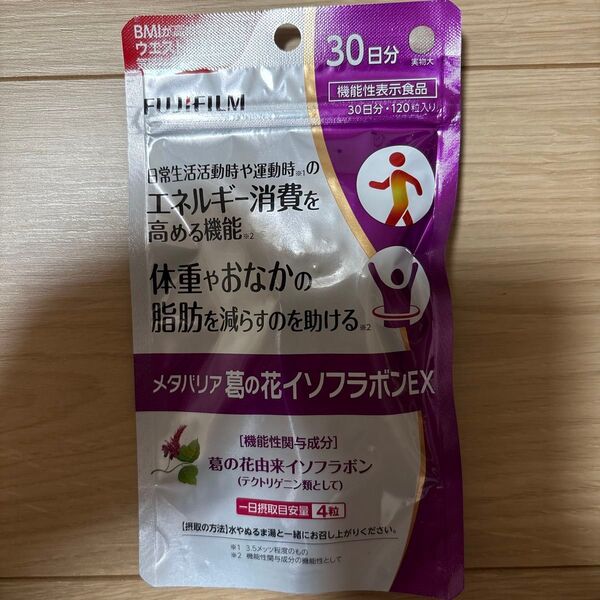 BMIが
ウエス
30日分
実物大
機能性表示食品
30日分・120粒入り
FUJIFILM
日常生活活動時や運動時※1の
エネルギー消費を
高める機能※2
体重やおなかの
脂肪を減らすのを助ける※2
メタバリア 葛の花イソフラボンEX
[機能性関与成分]
葛の花由来イソフラボン
(テクトリゲニン類として)
一日摂取目安量 4粒
【摂取の方法】水やぬるま湯と一緒にお召し上がりください。
※1 3.5メッツ程度のもの
※2 機能性関与成分の機能性として